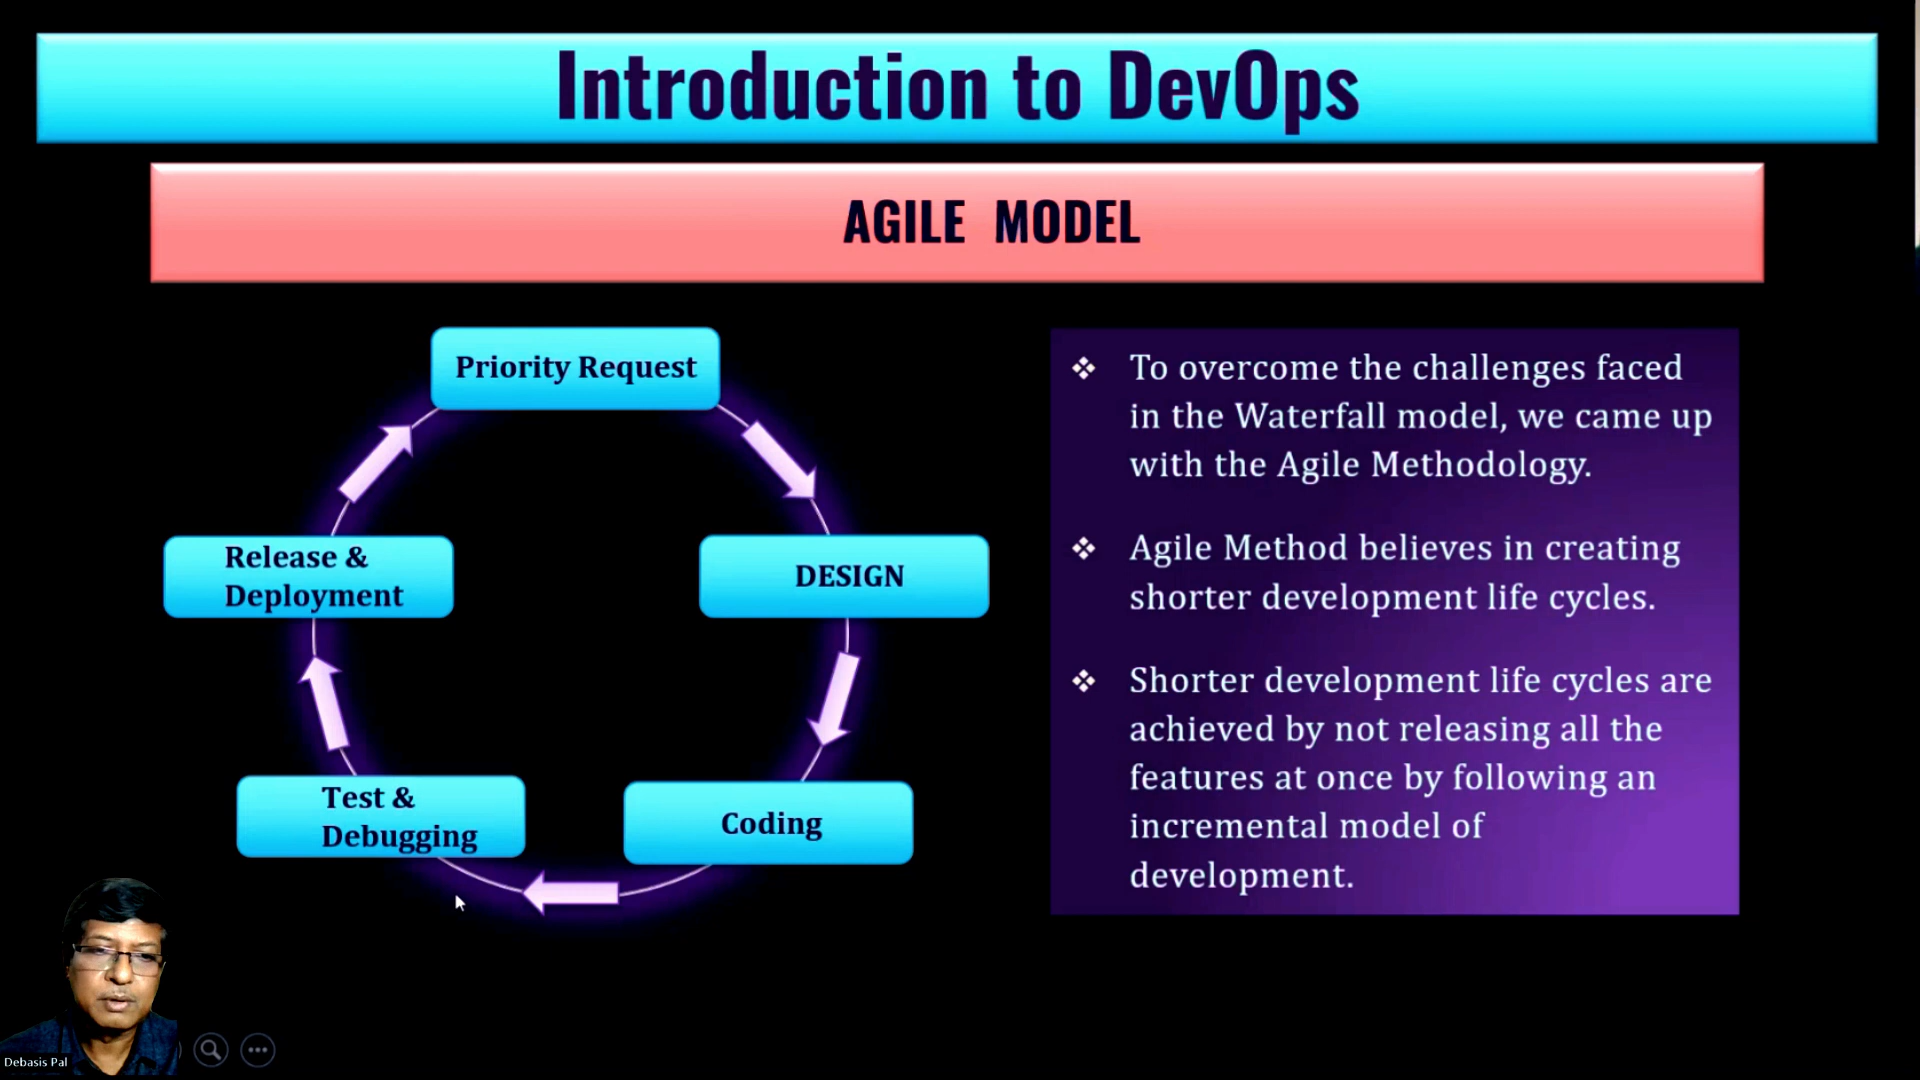 Introduction to DevOps
AGILE MODEL
Priority Request
DESIGN
Coding
Test &
Debugging
Release &
Deployment
To overcome the challenges faced
in the Waterfall model, we came up
with the Agile Methodology.
Agile Method believes in creating
shorter development life cycles.
Shorter development life cycles are
achieved by not releasing all the
features at once by following an
incremental model of
development.
Debasis Pal